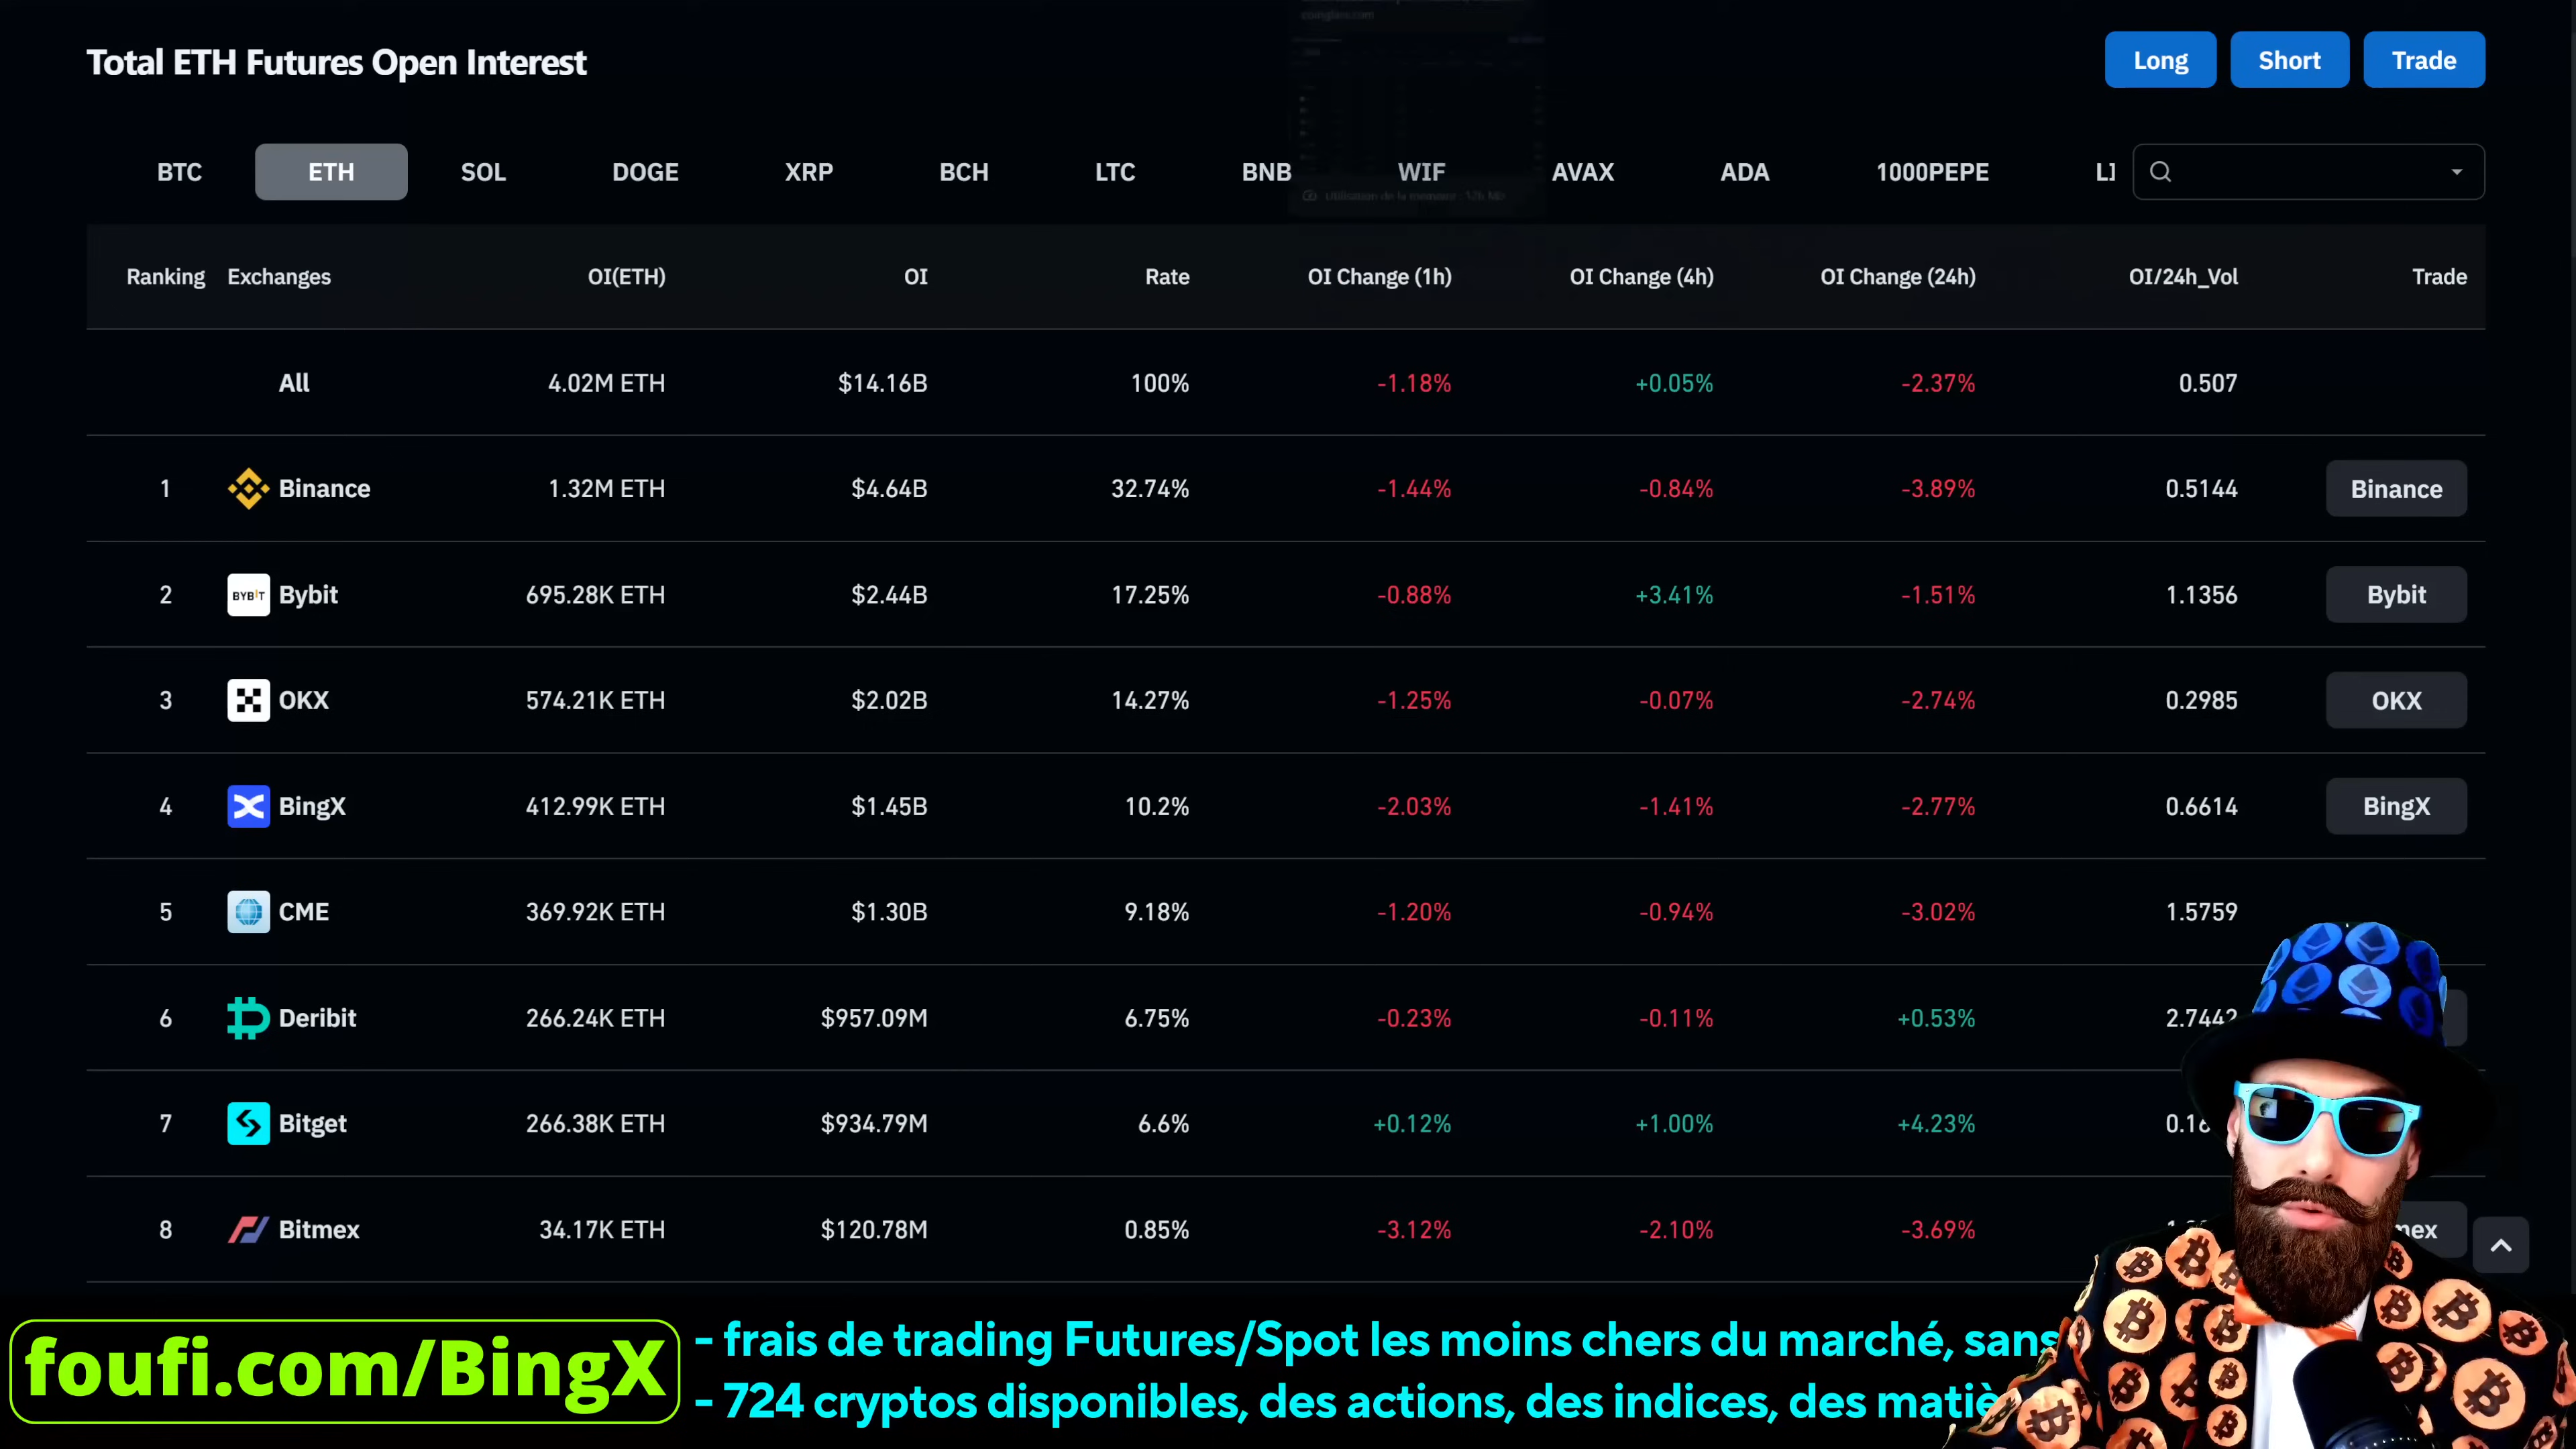 coinglass.com
Total ETH Futures Open Interest
Long Short Trade
BTC ETH SOL DOGE XRP BCH LTC BNB WIF AVAX ADA 1000PEPE
Utilisation de la mémoire : 126 Mo
Ranking Exchanges OI(ETH) OI Rate OI Change (1h) OI Change (4h) OI Change (24h) OI/24h_Vol Trade
All 4.02M ETH $14.16B 100% -1.18% +0.05% -2.37% 0.507
1 Binance 1.32M ETH $4.64B 32.74% -1.44% -0.84% -3.89% 0.5144 Binance
2 BYBIT Bybit 695.28K ETH $2.44B 17.25% -0.88% +3.41% -1.51% 1.1356 Bybit
3 OKX 574.21K ETH $2.02B 14.27% -1.25% -0.07% -2.74% 0.2985 OKX
4 BingX 412.99K ETH $1.45B 10.2% -2.03% -1.41% -2.77% 0.6614 BingX
5 CME 369.92K ETH $1.30B 9.18% -1.20% -0.94% -3.02% 1.5759
6 Deribit 266.24K ETH $957.09M 6.75% -0.23% -0.11% +0.53% 2.7442
7 Bitget 266.38K ETH $934.79M 6.6% +0.12% +1.00% +4.23%
8 Bitmex 34.17K ETH $120.78M 0.85% -3.12% -2.10% -3.69%
foufi.com/BingX
- frais de trading Futures/Spot les moins chers du marché, sans
- 724 cryptos disponibles, des actions, des indices, des